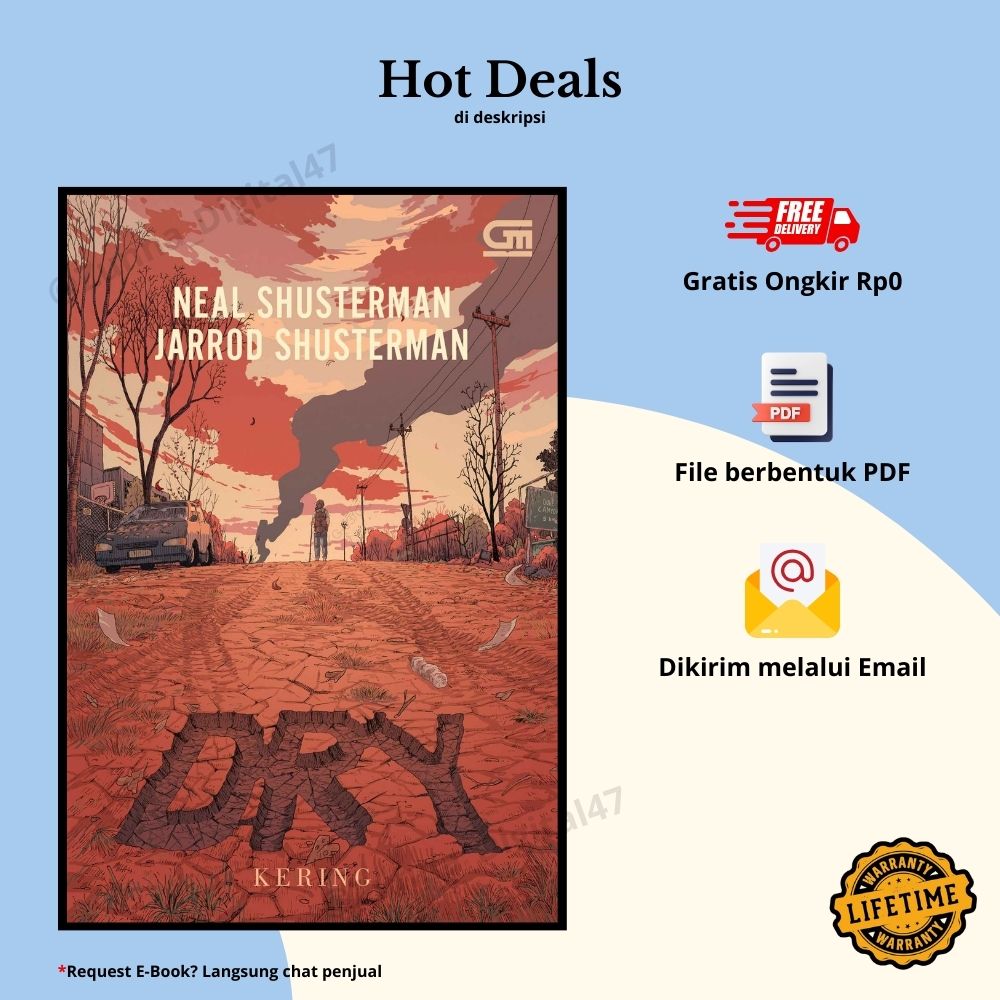 Hot Deals
di deskripsi
NEAL SHUSTERMAN
JARROD SHUSTERMAN
DRY
KERING
FREE
DELIVERY
Gratis Ongkir Rp0
PDF
File berbentuk PDF
Dikirim melalui Email
WARRANTY
LIFETIME
WARRANTY
*Request E-Book? Langsung chat penjual